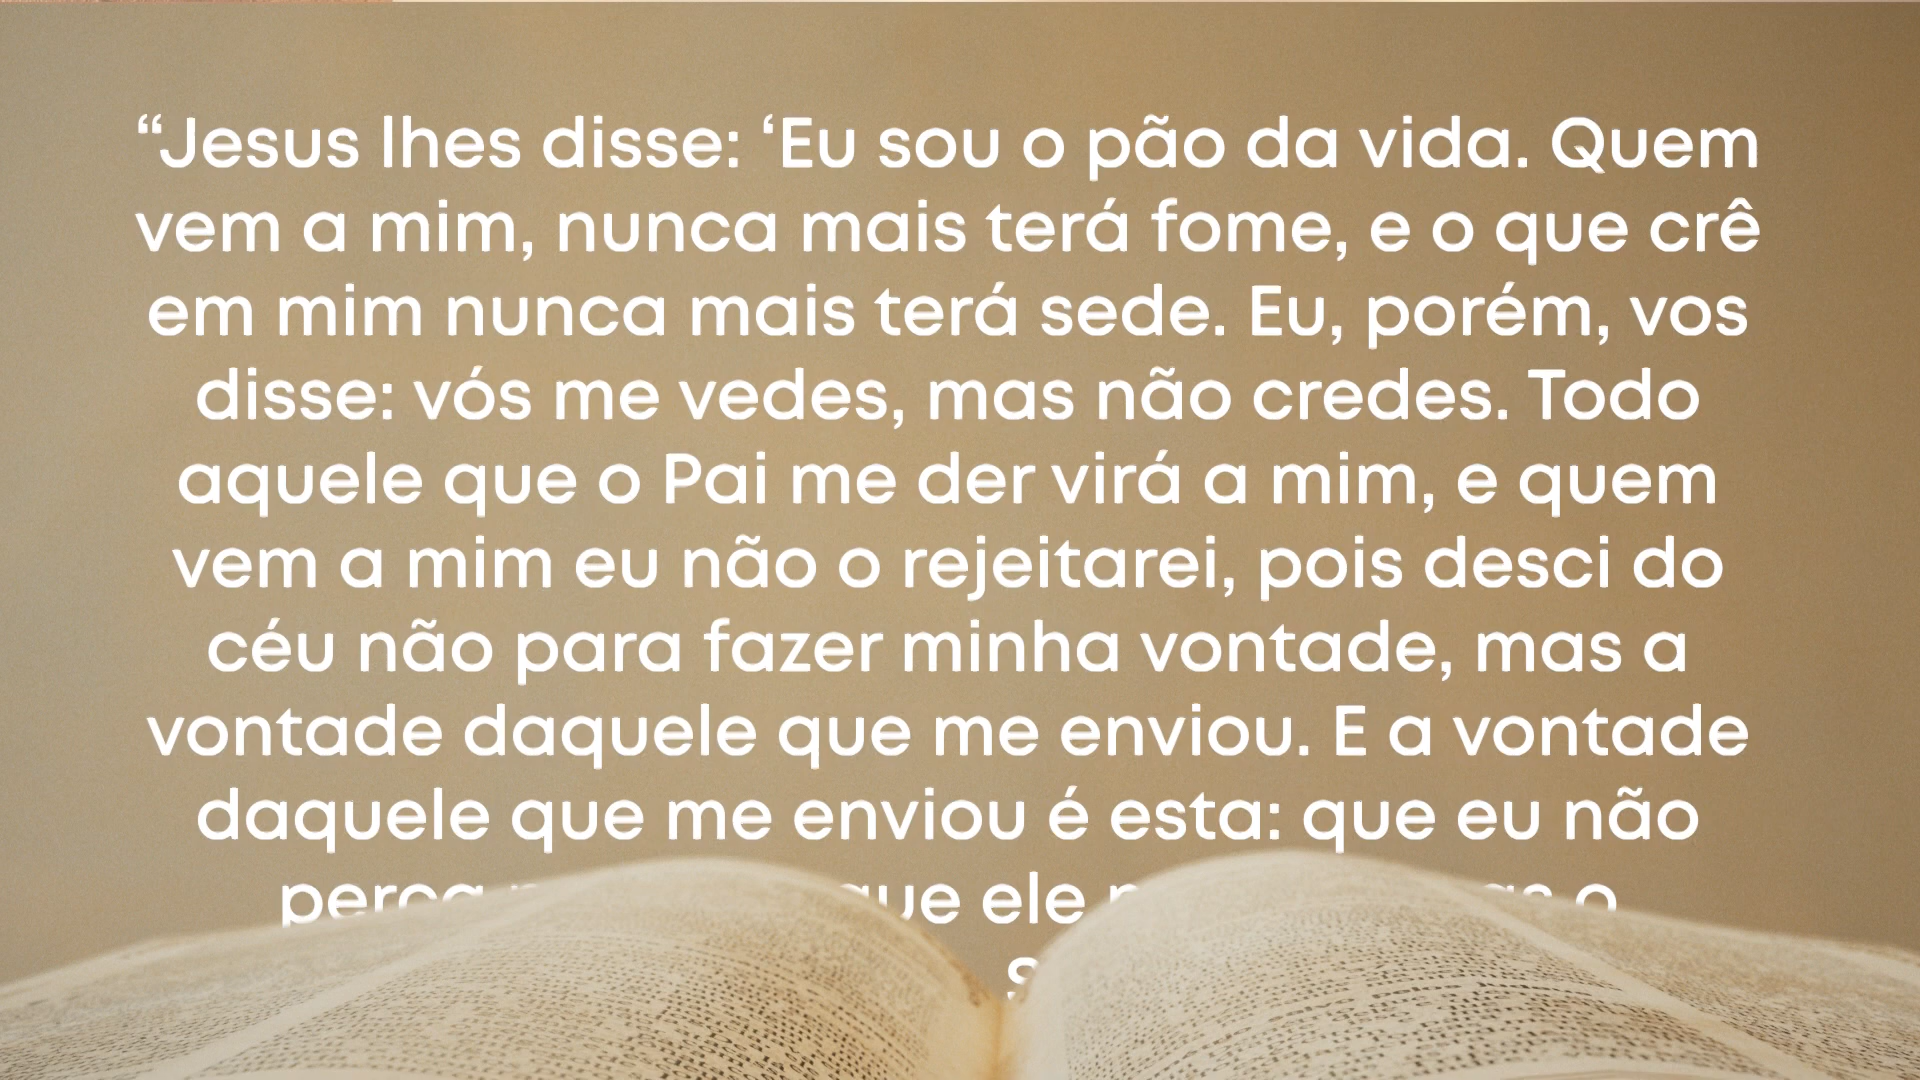 “Jesus lhes disse: ‘Eu sou o pão da vida. Quem
vem a mim, nunca mais terá fome, e o que crê
em mim nunca mais terá sede. Eu, porém, vos
disse: vós me vedes, mas não credes. Todo
aquele que o Pai me der virá a mim, e quem
vem a mim eu não o rejeitarei, pois desci do
céu não para fazer minha vontade, mas a
vontade daquele que me enviou. E a vontade
daquele que me enviou é esta: que eu não
perca que ele o